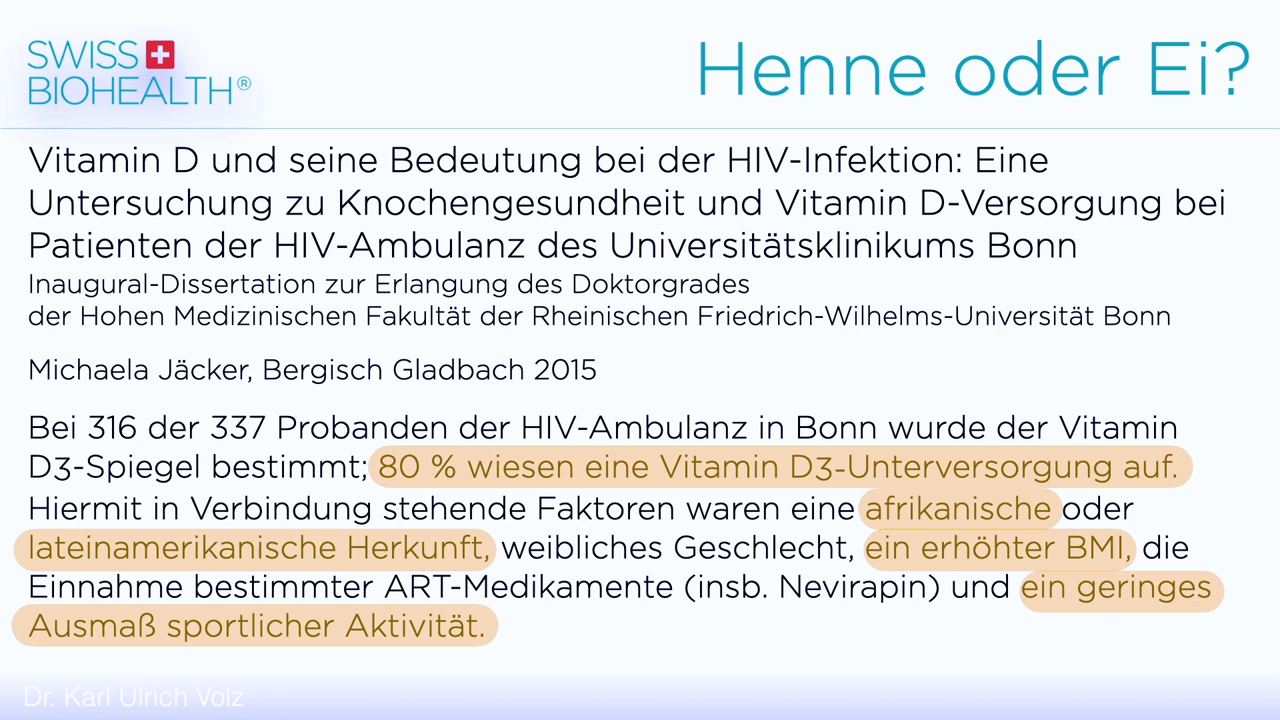 SWISS
BIOHEALTH®
Henne oder Ei?
Vitamin D und seine Bedeutung bei der HIV-Infektion: Eine
Untersuchung zu Knochengesundheit und Vitamin D-Versorgung bei
Patienten der HIV-Ambulanz des Universitätsklinikums Bonn
Inaugural-Dissertation zur Erlangung des Doktorgrades
der Hohen Medizinischen Fakultät der Rheinischen Friedrich-Wilhelms-Universität Bonn
Michaela Jäcker, Bergisch Gladbach 2015
Bei 316 der 337 Probanden der HIV-Ambulanz in Bonn wurde der Vitamin
D3-Spiegel bestimmt; 80 % wiesen eine Vitamin D3-Unterversorgung auf.
Hiermit in Verbindung stehende Faktoren waren eine afrikanische oder
lateinamerikanische Herkunft, weibliches Geschlecht, ein erhöhter BMI, die
Einnahme bestimmter ART-Medikamente (insb. Nevirapin) und ein geringes
Ausmaß sportlicher Aktivität.
Dr. Karl Ulrich Volz